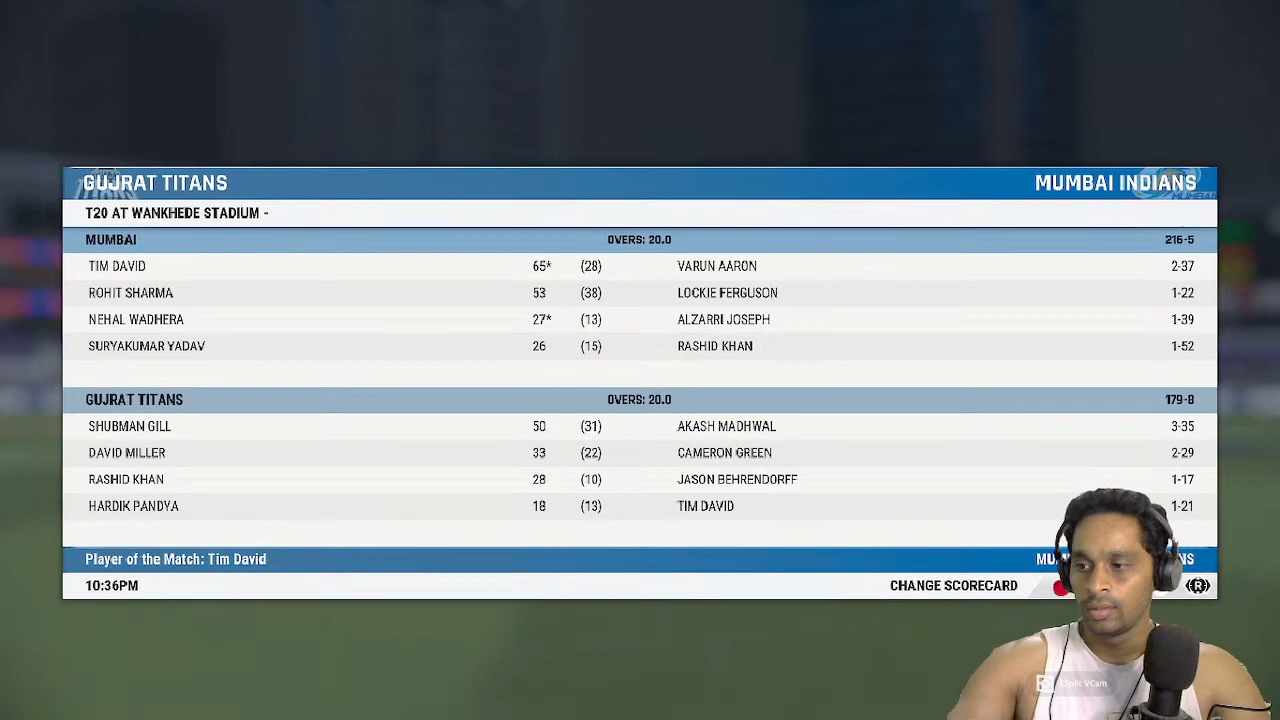 GUJRAT TITANS MUMBAI INDIANS
T20 AT WANKHEDE STADIUM -
MUMBAI OVERS: 20.0 216-5
TIM DAVID 65* (28) VARUN AARON 2-37
ROHIT SHARMA 53 (38) LOCKIE FERGUSON 1-22
NEHAL WADHERA 27* (13) ALZARRI JOSEPH 1-39
SURYAKUMAR YADAV 26 (15) RASHID KHAN 1-52
GUJRAT TITANS OVERS: 20.0 179-8
SHUBMAN GILL 50 (31) AKASH MADHWAL 3-35
DAVID MILLER 33 (22) CAMERON GREEN 2-29
RASHID KHAN 28 (10) JASON BEHRENDORFF 1-17
HARDIK PANDYA 18 (13) TIM DAVID 1-21
Player of the Match: Tim David
10:36PM CHANGE SCORECARD R
XSplit VCam